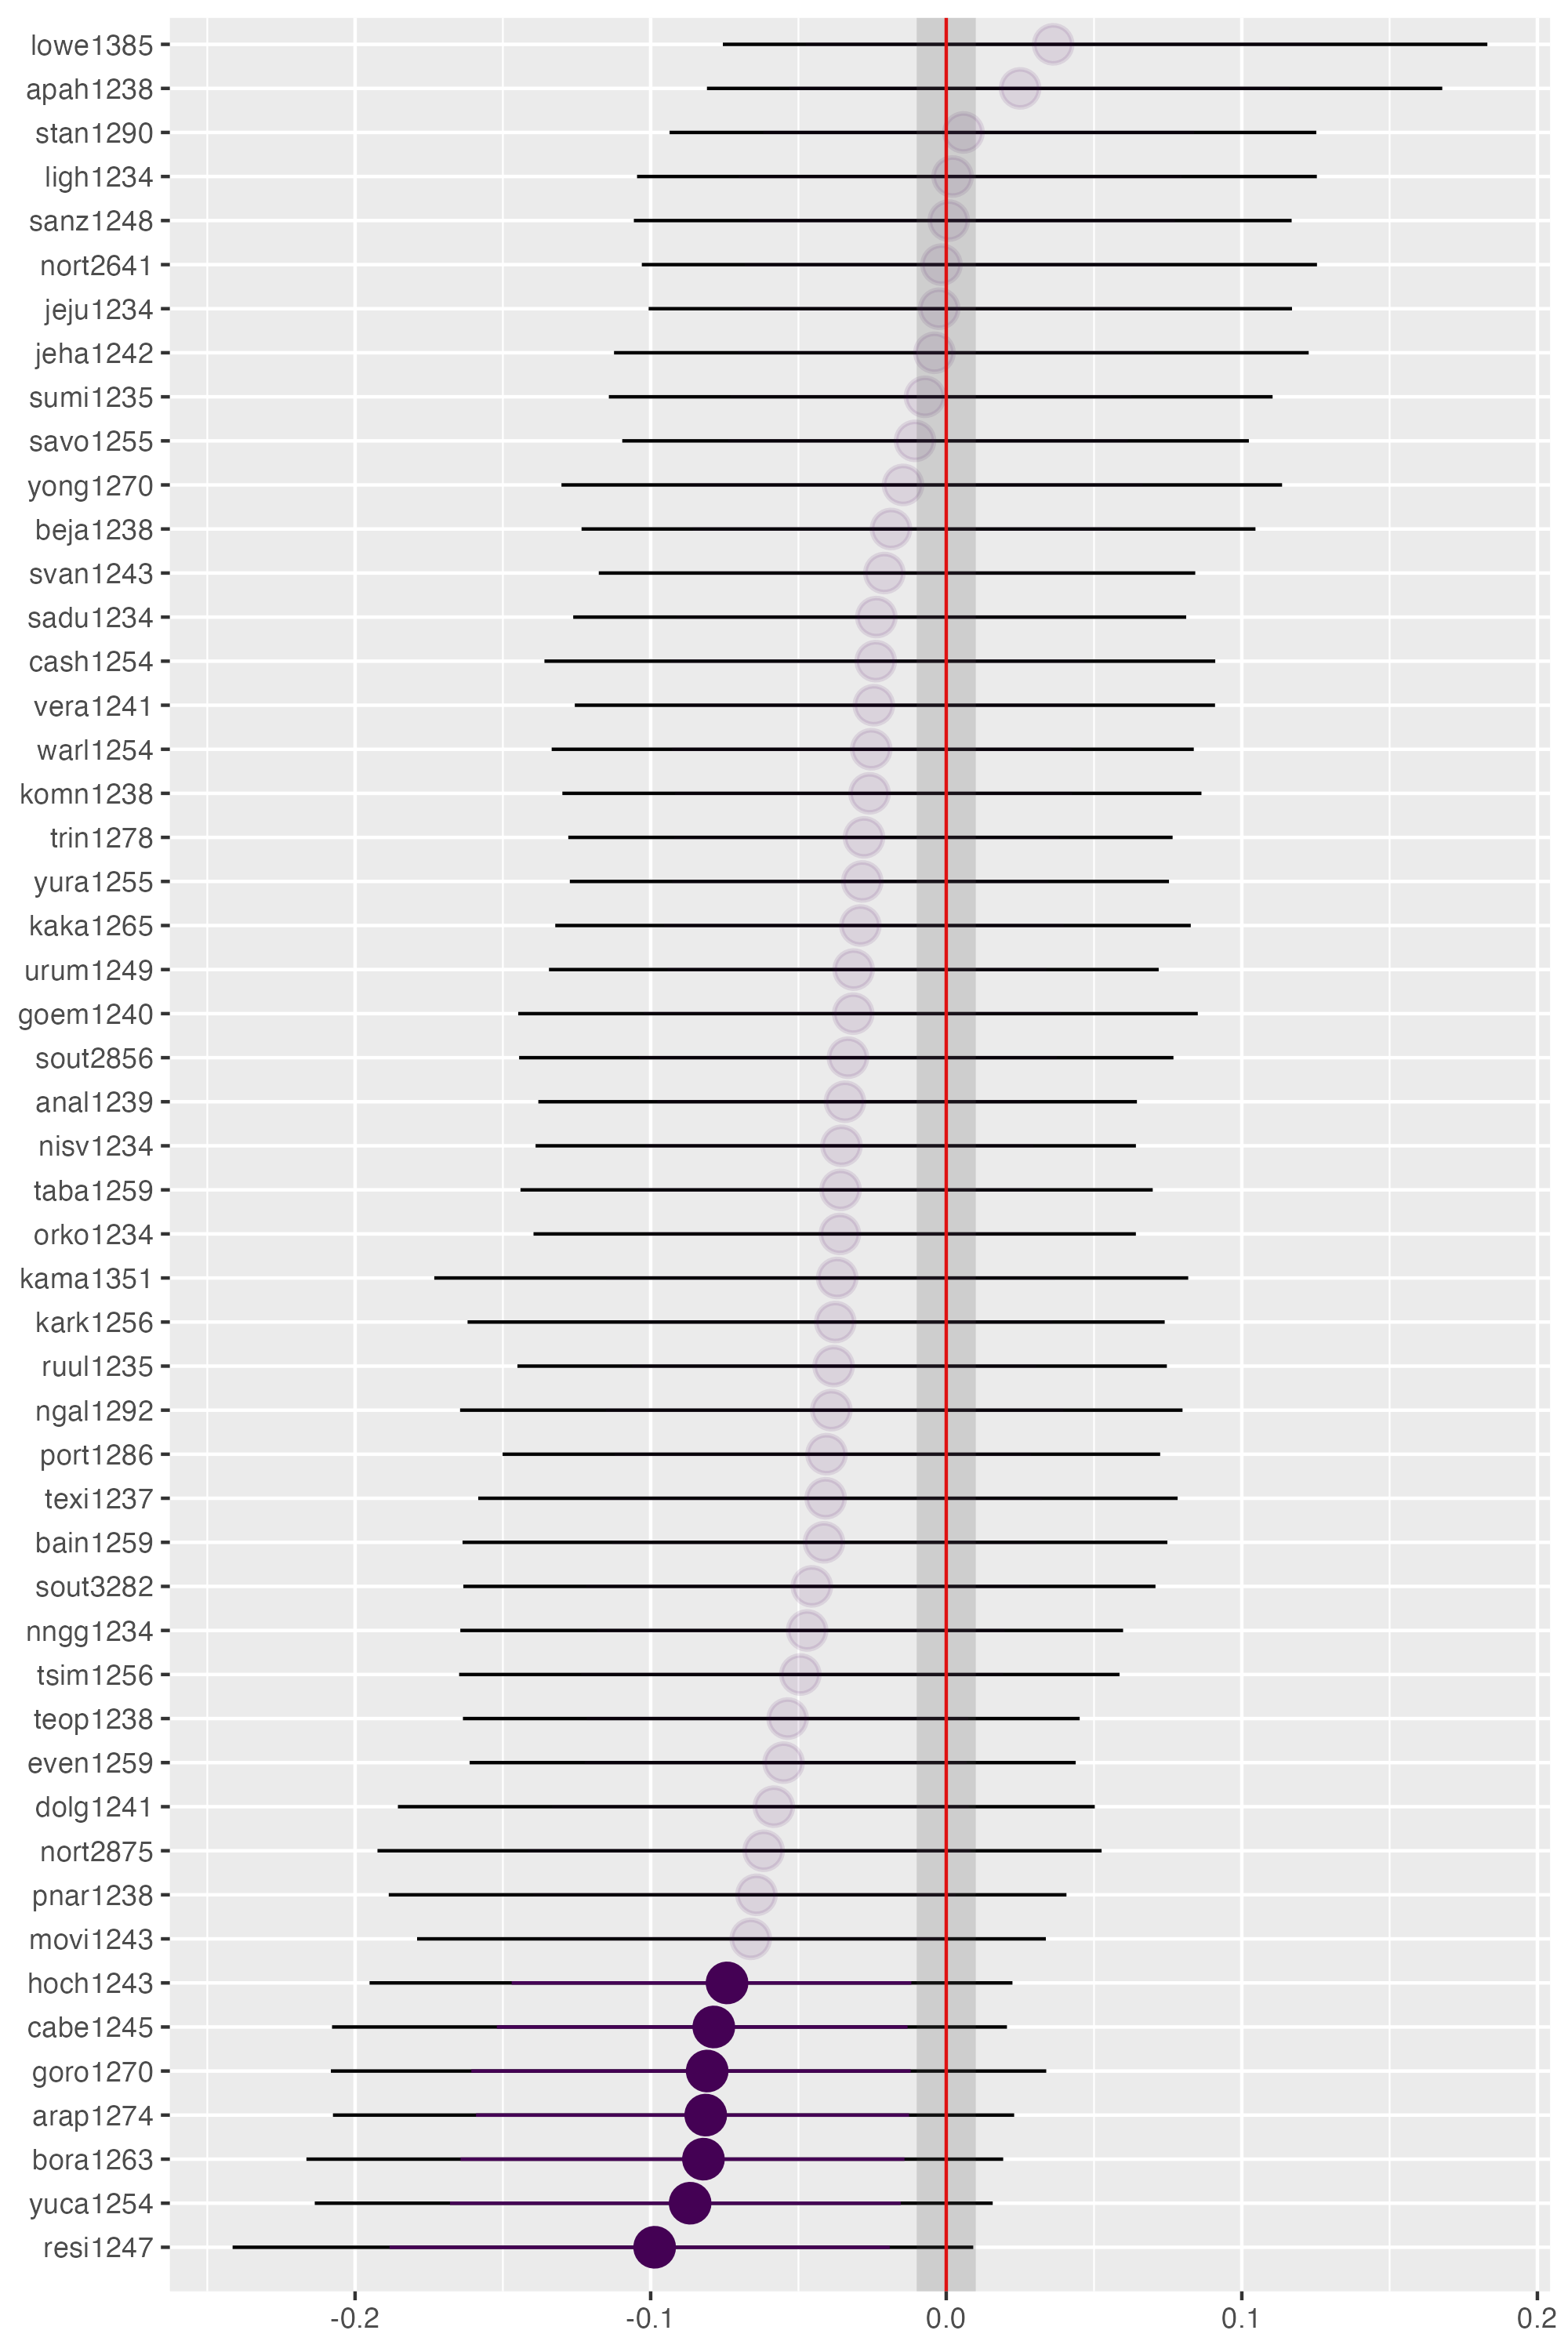 lowe1385
apah1238
stan1290
ligh1234
sanz1248
nort2641
jeju1234
jeha1242
sumi1235
savo1255
yong1270
beja1238
svan1243
sadu1234
cash1254
vera1241
warl1254
komn1238
trin1278
yura1255
kaka1265
urum1249
goem1240
sout2856
anal1239
nisv1234
taba1259
orko1234
kama1351
kark1256
ruul1235
ngal1292
port1286
texi1237
bain1259
sout3282
nngg1234
tsim1256
teop1238
even1259
dolg1241
nort2875
pnar1238
movi1243
hoch1243
cabe1245
goro1270
arap1274
bora1263
yuca1254
resi1247
-0.2 -0.1 0.0 0.1 0.2